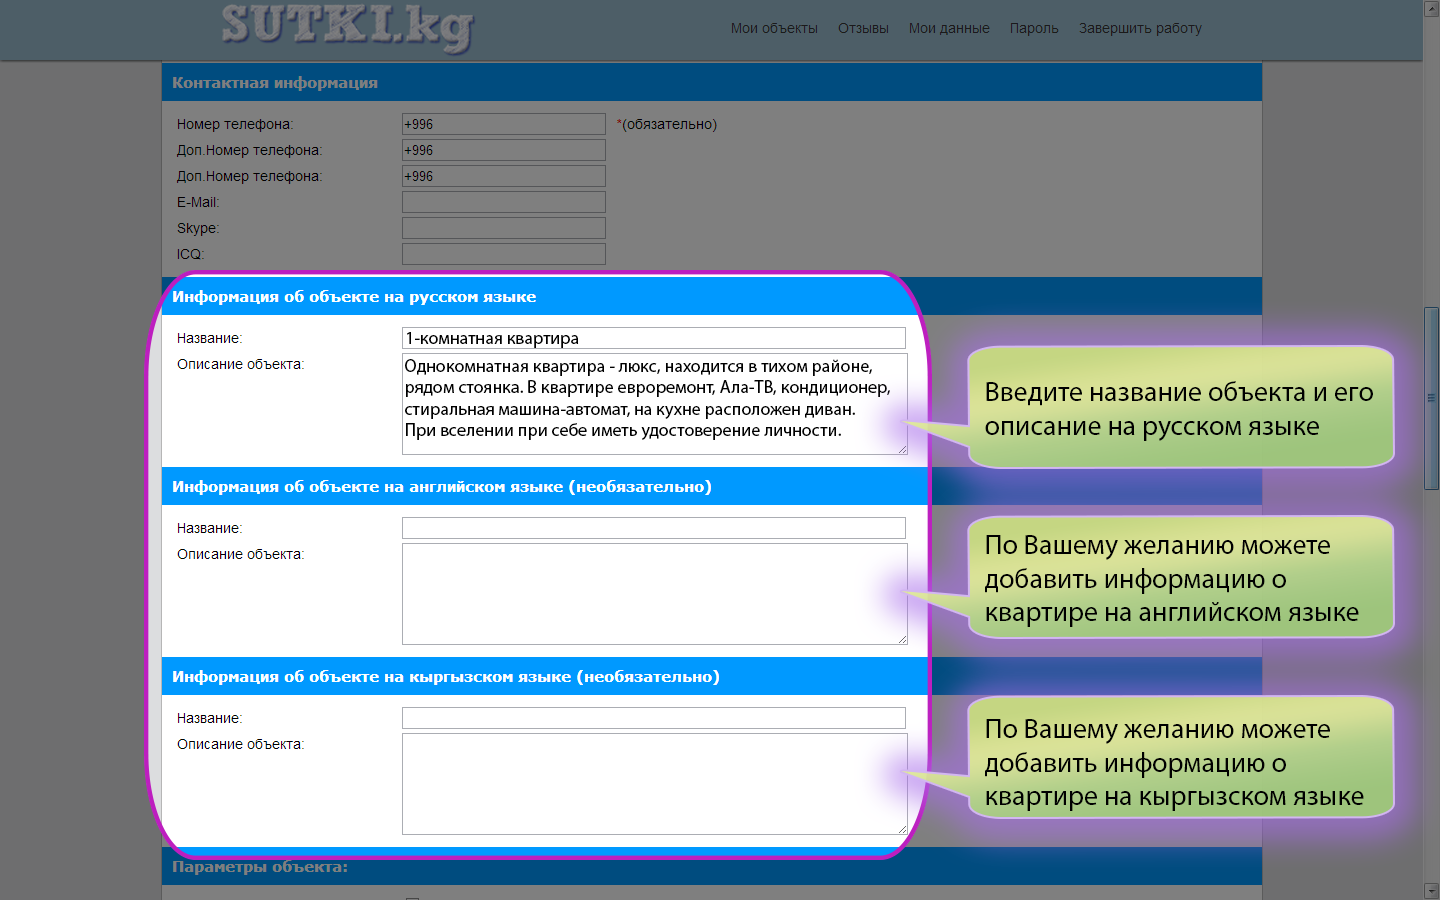 SUTKI.kg
Мои объекты Отзывы Мои данные Пароль Завершить работу
Контактная информация
Номер телефона: +996 *(обязательно)
Доп.Номер телефона: +996
Доп.Номер телефона: +996
E-Mail:
Skype:
ICQ:
Информация об объекте на русском языке
Название: 1-комнатная квартира
Описание объекта: Однокомнатная квартира - люкс, находится в тихом районе,
рядом стоянка. В квартире евроремонт, Ала-ТВ, кондиционер,
стиральная машина-автомат, на кухне расположен диван.
При вселении при себе иметь удостоверение личности.
Введите название объекта и его
описание на русском языке
Информация об объекте на английском языке (необязательно)
Название:
Описание объекта:
По Вашему желанию можете
добавить информацию о
квартире на английском языке
Информация об объекте на кыргызском языке (необязательно)
Название:
Описание объекта:
По Вашему желанию можете
добавить информацию о
квартире на кыргызском языке
Параметры объекта: